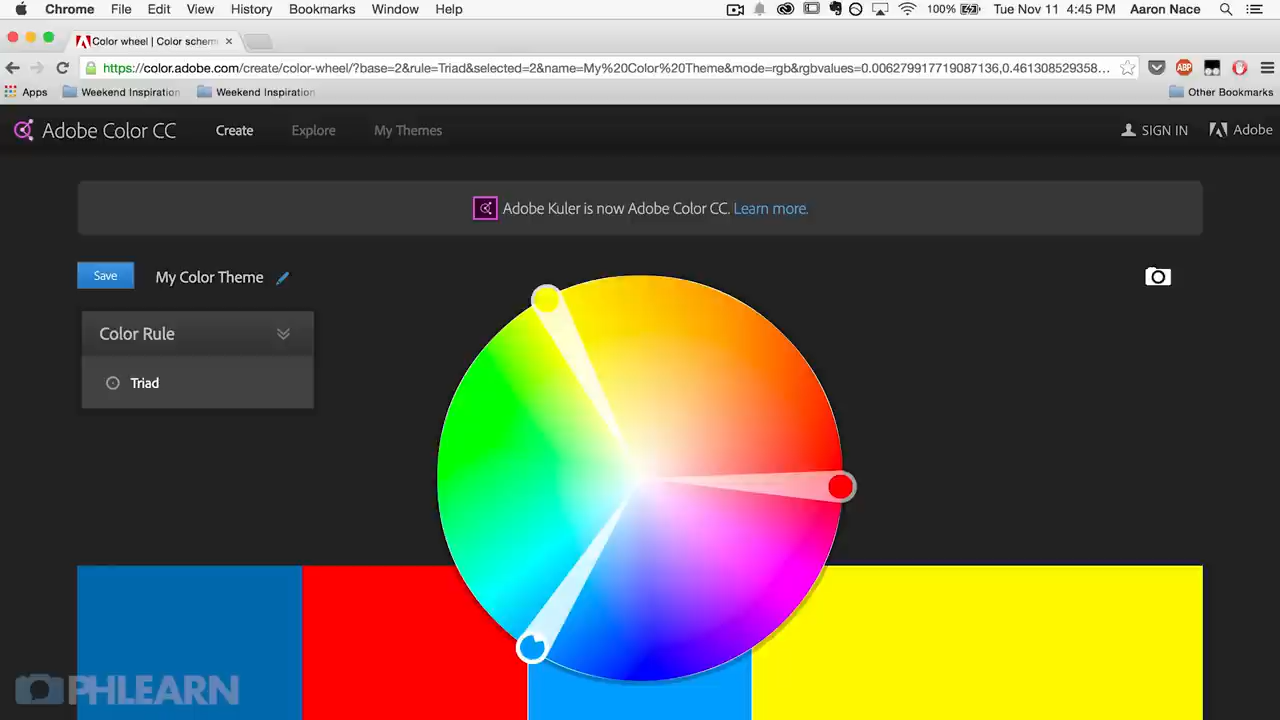 Chrome File Edit View History Bookmarks Window Help 100% Tue Nov 11 4:45 PM Aaron Nace
Color wheel | Color schem
https://color.adobe.com/create/color-wheel/?base=2&rule=Triad&selected=2&name=My%20Color%20Theme&mode=rgb&rgbvalues=0.006279917719087136,0.461308529358... ABP
Apps Weekend Inspiration Weekend Inspiration Other Bookmarks
Adobe Color CC Create Explore My Themes SIGN IN Adobe
Adobe Kuler is now Adobe Color CC. Learn more.
Save My Color Theme
Color Rule
Triad
PHLEARN